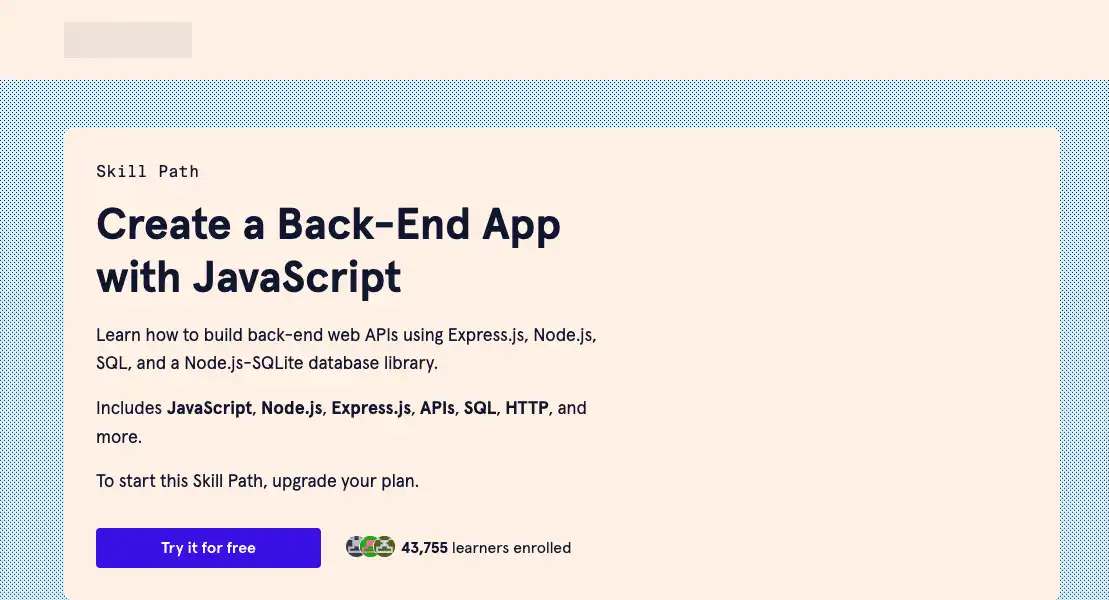 Skill Path
Create a Back-End App
with JavaScript
Learn how to build back-end web APIs using Express.js, Node.js,
SQL, and a Node.js-SQLite database library.
Includes JavaScript, Node.js, Express.js, APIs, SQL, HTTP, and
more.
To start this Skill Path, upgrade your plan.
Try it for free
43,755 learners enrolled